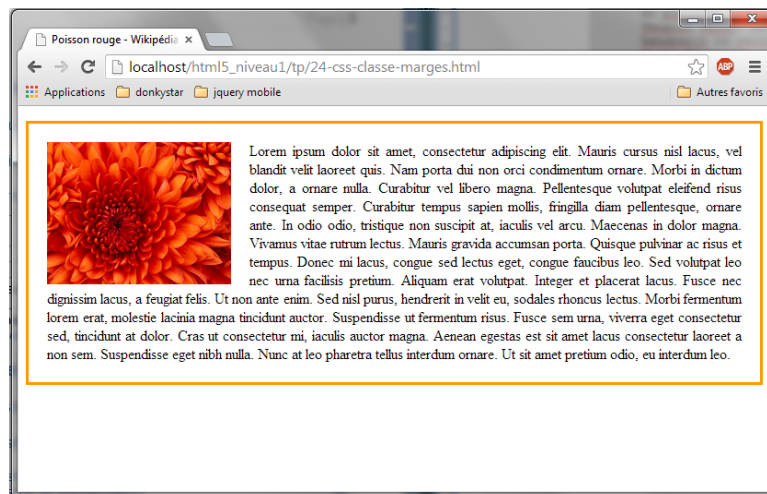 Poisson rouge - Wikipédia
localhost/html5_niveau1/tp/24-css-classe-marges.html
ABP
Applications donkystar jquery mobile Autres favoris
Lorem ipsum dolor sit amet, consectetur adipiscing elit. Mauris cursus nisl lacus, vel
blandit velit laoreet quis. Nam porta dui non orci condimentum ornare. Morbi in dictum
dolor, a ornare nulla. Curabitur vel libero magna. Pellentesque volutpat eleifend risus
consequat semper. Curabitur tempus sapien mollis, fringilla diam pellentesque, ornare
ante. In odio odio, tristique non suscipit at, iaculis vel arcu. Maecenas in dolor magna.
Vivamus vitae rutrum lectus. Mauris gravida accumsan porta. Quisque pulvinar ac risus et
tempus. Donec mi lacus, congue sed lectus eget, congue faucibus leo. Sed volutpat leo
nec urna facilisis pretium. Aliquam erat volutpat. Integer et placerat lacus. Fusce nec
dignissim lacus, a feugiat felis. Ut non ante enim. Sed nisl purus, hendrerit in velit eu, sodales rhoncus lectus. Morbi fermentum
lorem erat, molestie lacinia magna tincidunt auctor. Suspendisse ut fermentum risus. Fusce sem urna, viverra eget consectetur
sed, tincidunt at dolor. Cras ut consectetur mi, iaculis auctor magna. Aenean egestas est sit amet lacus consectetur laoreet a
non sem. Suspendisse eget nibh nulla. Nunc at leo pharetra tellus interdum ornare. Ut sit amet pretium odio, eu interdum leo.